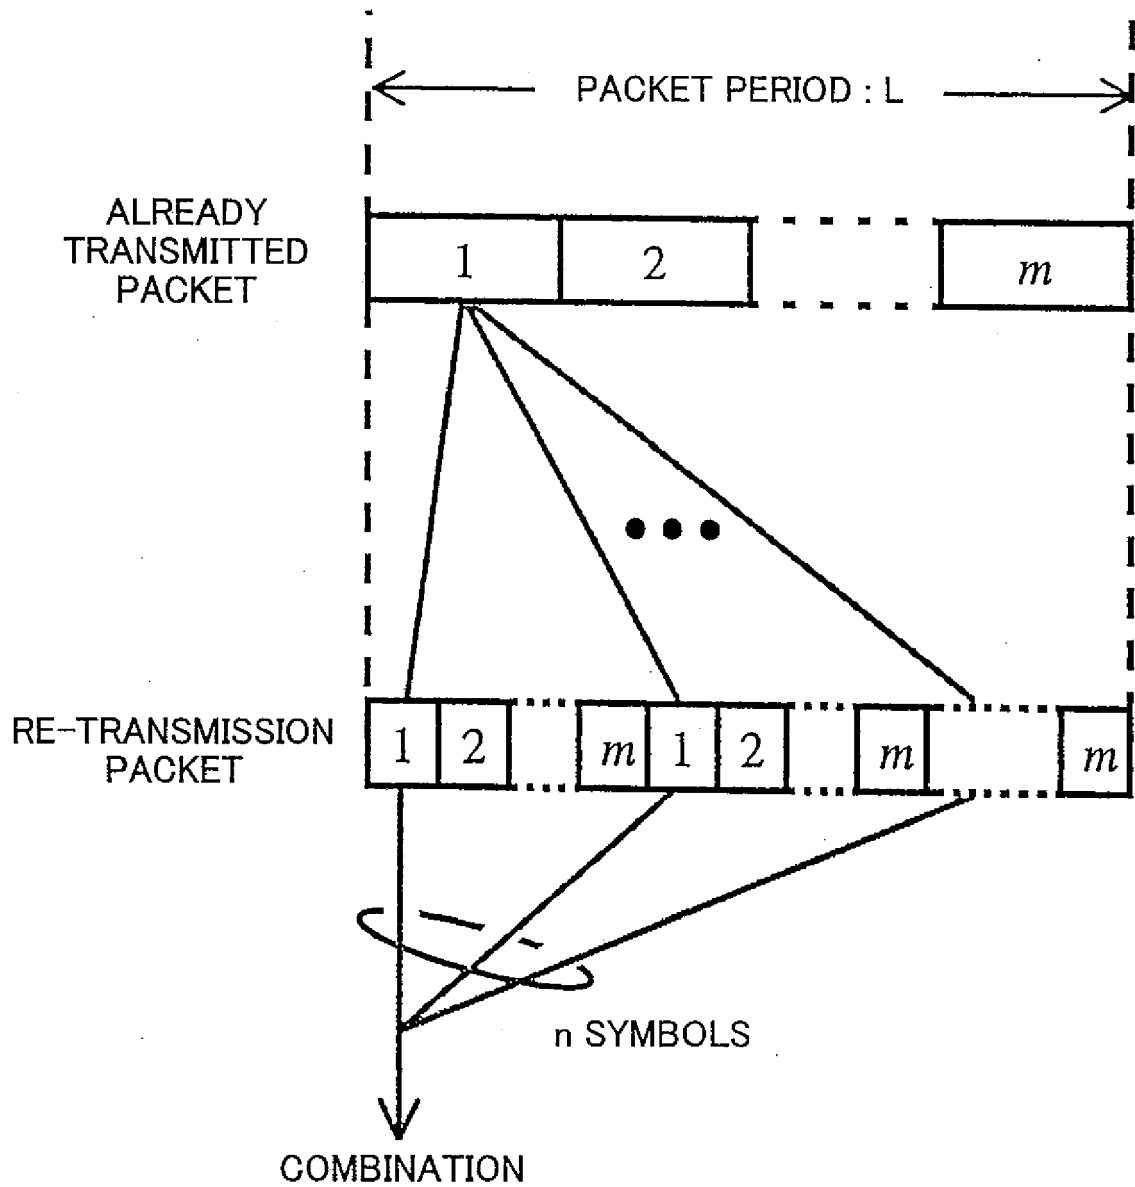 PACKET PERIOD : L
ALREADY
TRANSMITTED
PACKET
1 2 m
RE-TRANSMISSION
PACKET
1 2 m 1 2 m m
n SYMBOLS
COMBINATION